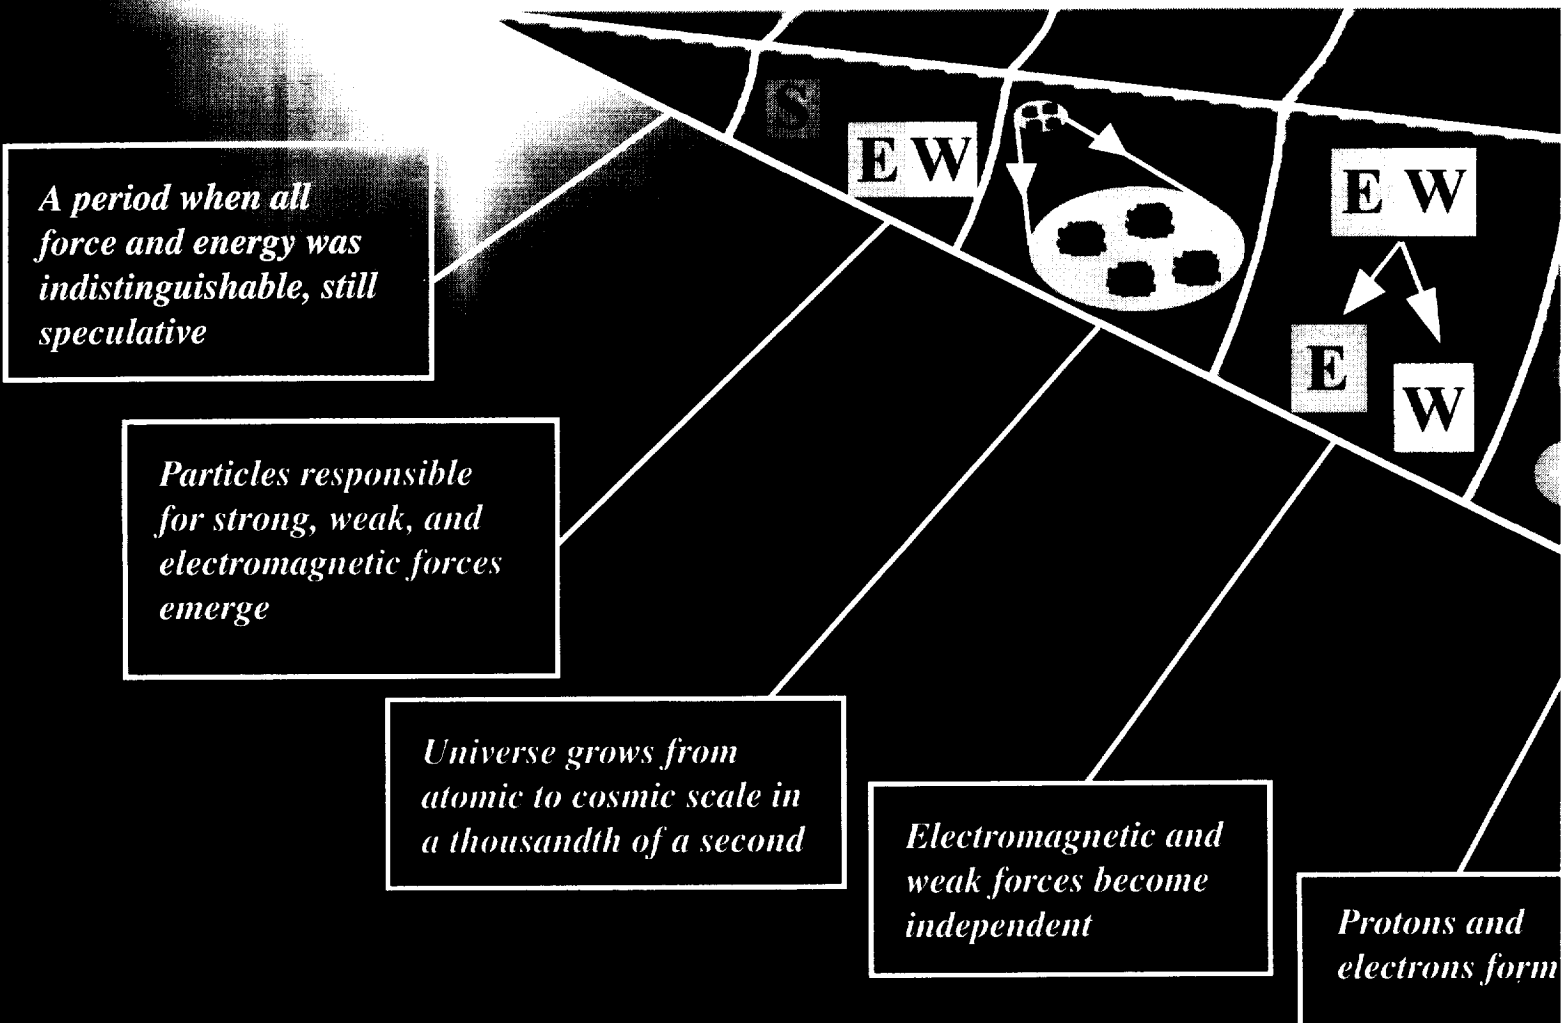 S
E W
E W
E
W
A period when all
force and energy was
indistinguishable, still
speculative
Particles responsible
for strong, weak, and
electromagnetic forces
emerge
Universe grows from
atomic to cosmic scale in
a thousandth of a second
Electromagnetic and
weak forces become
independent
Protons and
electrons form